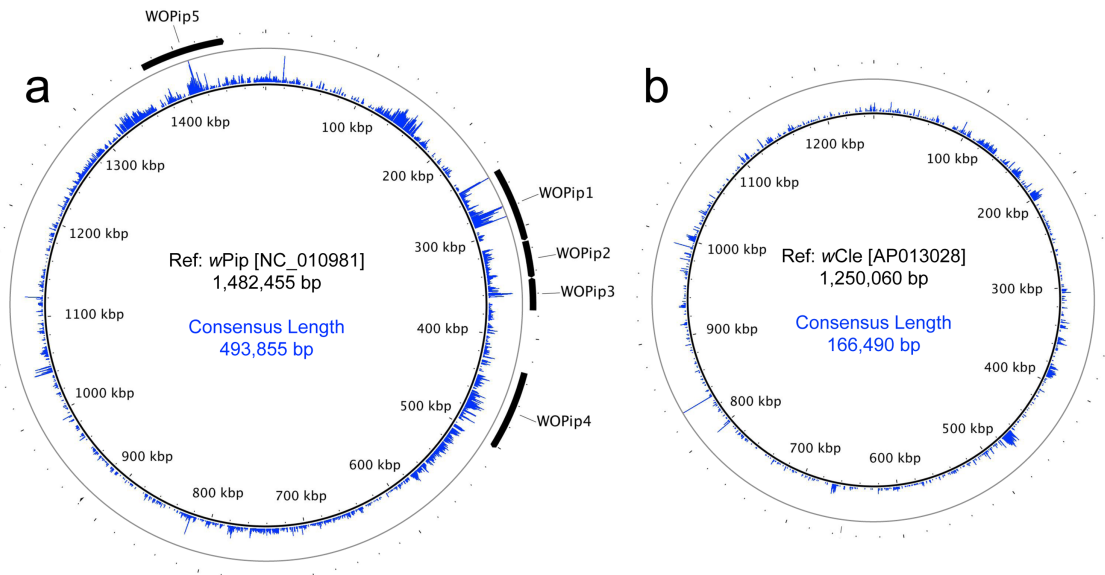 a
WOPip5
WOPip1
WOPip2
WOPip3
WOPip4
100 kbp
200 kbp
300 kbp
400 kbp
500 kbp
600 kbp
700 kbp
800 kbp
900 kbp
1000 kbp
1100 kbp
1200 kbp
1300 kbp
1400 kbp
Ref: wPip [NC_010981]
1,482,455 bp
Consensus Length
493,855 bp
b
100 kbp
200 kbp
300 kbp
400 kbp
500 kbp
600 kbp
700 kbp
800 kbp
900 kbp
1000 kbp
1100 kbp
1200 kbp
Ref: wCle [AP013028]
1,250,060 bp
Consensus Length
166,490 bp